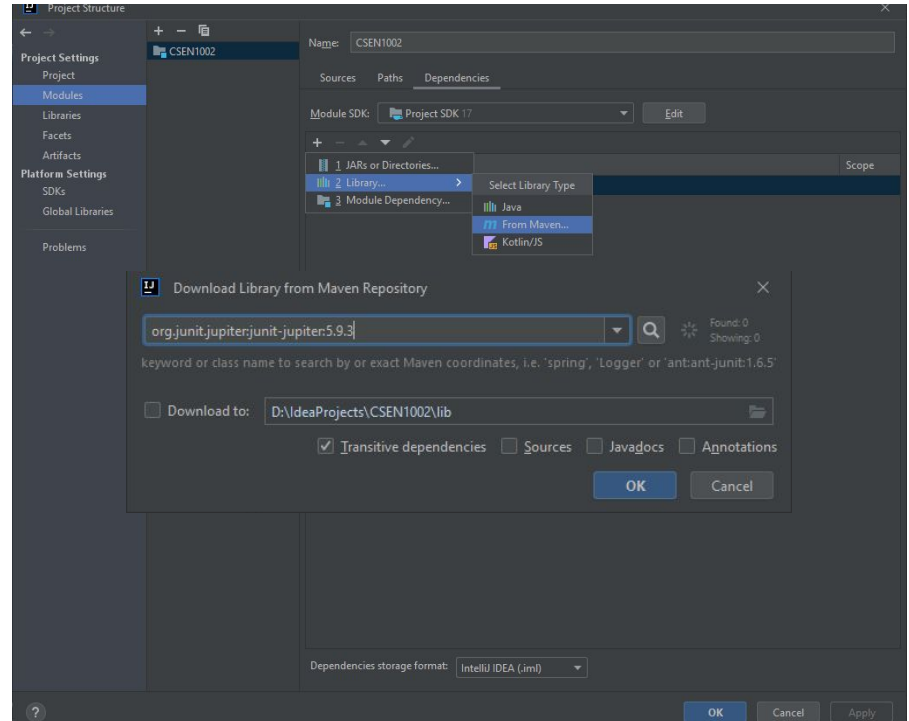 Project Structure
Project Settings
Project
Modules
Libraries
Facets
Artifacts
Platform Settings
SDKs
Global Libraries
Problems
CSEN1002
Name: CSEN1002
Sources Paths Dependencies
Module SDK: Project SDK 17 Edit
Scope
1 JARs or Directories...
2 Library...
3 Module Dependency...
Select Library Type
Java
From Maven...
Kotlin/JS
Download Library from Maven Repository
org.junit.jupiter:junit-jupiter:5.9.3
Found: 0
Showing: 0
keyword or class name to search by or exact Maven coordinates, i.e. 'spring', 'Logger' or 'ant:ant-junit:1.6.5'
Download to: D:\IdeaProjects\CSEN1002\lib
Transitive dependencies Sources Javadocs Annotations
OK Cancel
Dependencies storage format: IntelliJ IDEA (.iml)
? OK Cancel Apply